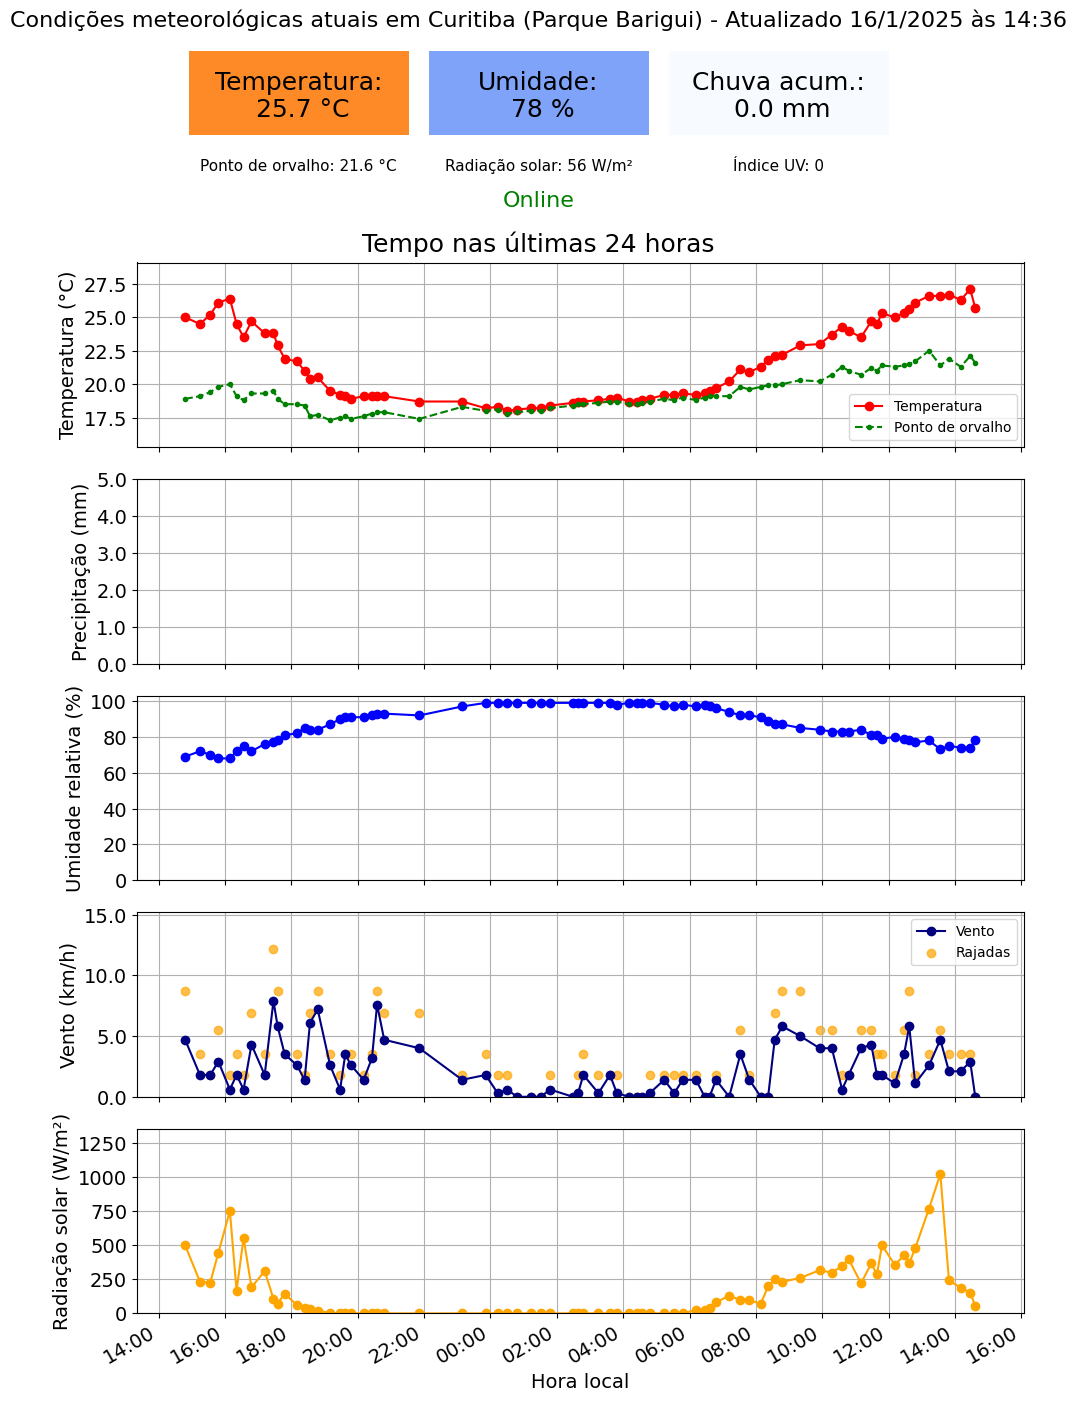 Condições meteorológicas atuais em Curitiba (Parque Barigui) - Atualizado 16/1/2025 às 14:36
Temperatura:
25.7 °C
Umidade:
78 %
Chuva acum.:
0.0 mm
Ponto de orvalho: 21.6 °C
Radiação solar: 56 W/m²
Índice UV: 0
Online
Tempo nas últimas 24 horas
Temperatura (°C)
27.5
25.0
22.5
20.0
17.5
Temperatura
Ponto de orvalho
Precipitação (mm)
5.0
4.0
3.0
2.0
1.0
0.0
Umidade relativa (%)
100
80
60
40
20
0
Vento (km/h)
15.0
10.0
5.0
0.0
Vento
Rajadas
Radiação solar (W/m²)
1250
1000
750
500
250
0
14:00
16:00
18:00
20:00
22:00
00:00
02:00
04:00
06:00
08:00
10:00
12:00
14:00
16:00
Hora local